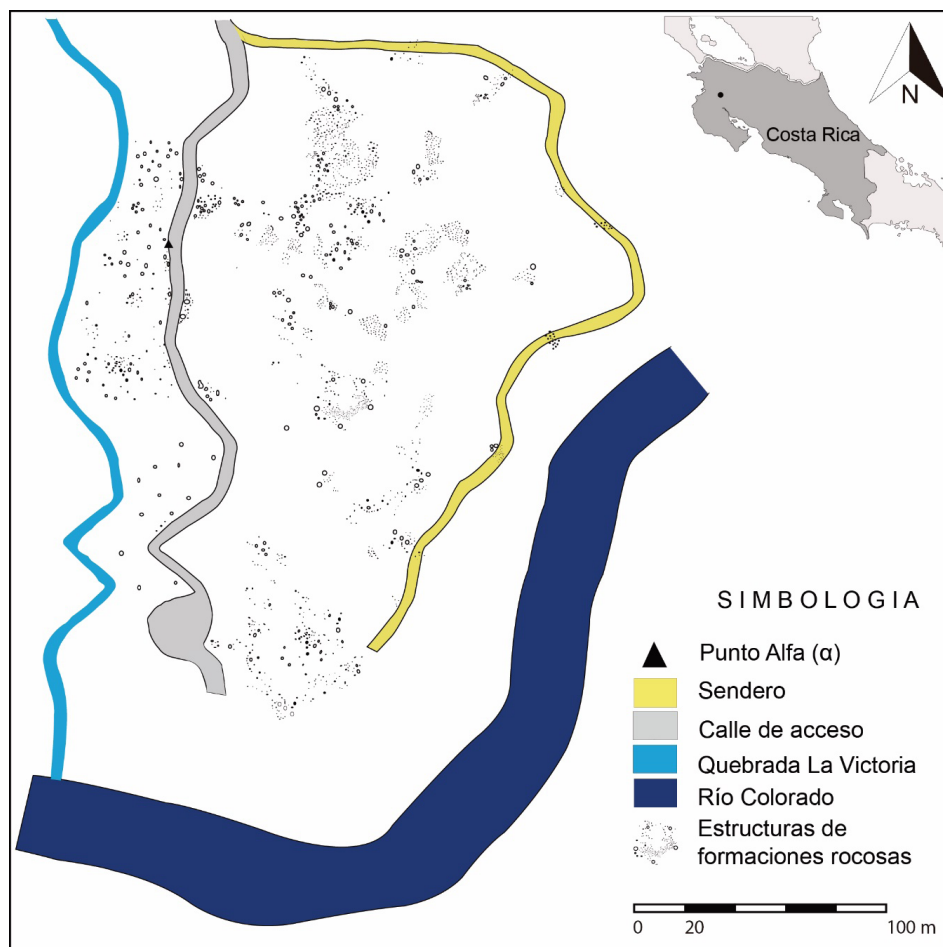 N
Costa Rica
SIMBOLOGIA
Punto Alfa (α)
Sendero
Calle de acceso
Quebrada La Victoria
Río Colorado
Estructuras de
formaciones rocosas
0 20 100 m